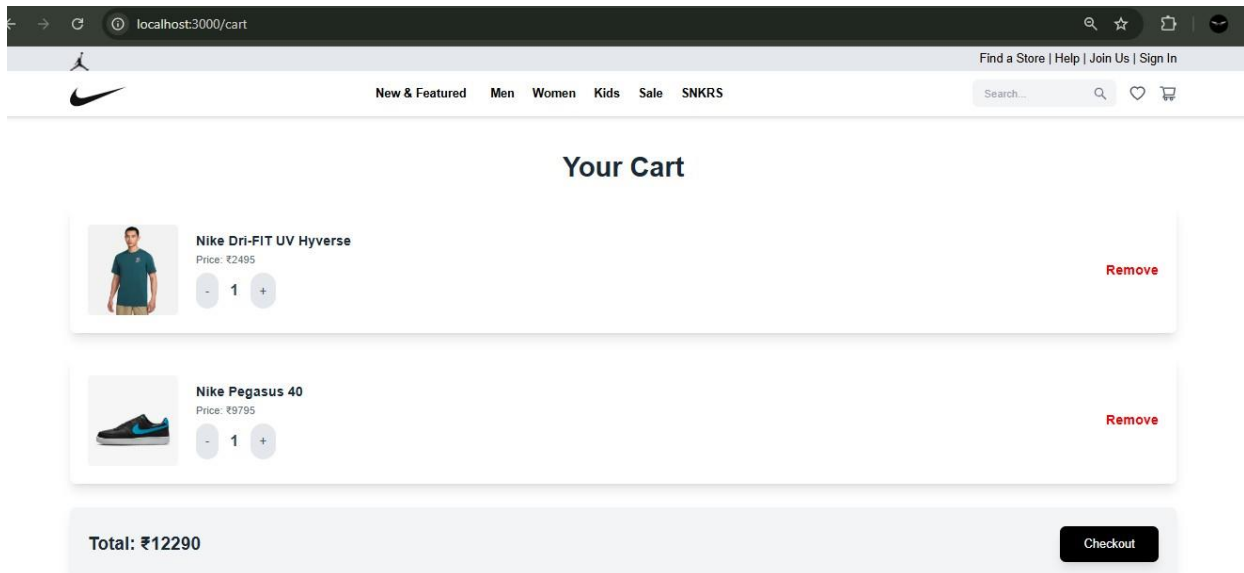 localhost:3000/cart
Find a Store | Help | Join Us | Sign In
New & Featured Men Women Kids Sale SNKRS Search...
Your Cart
Nike Dri-FIT UV Hyverse
Price: ₹2495
- 1 +
Remove
Nike Pegasus 40
Price: ₹9795
- 1 +
Remove
Total: ₹12290 Checkout